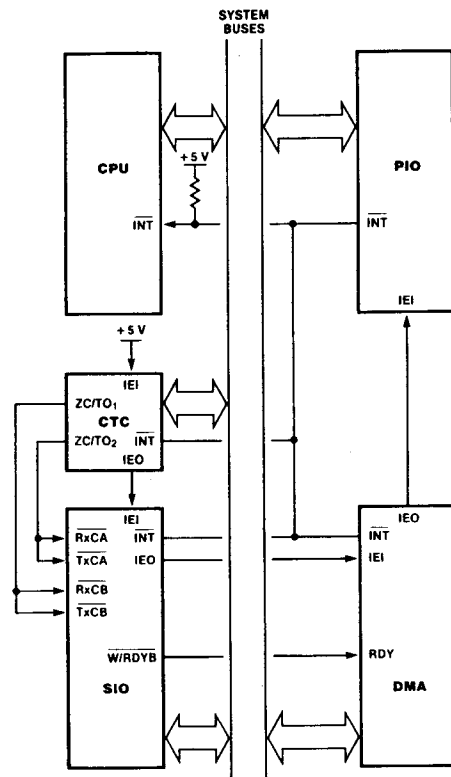 SYSTEM
BUSES
CPU
+5 V
INT
PIO
INT
IEI
+5 V
IEI
ZC/TO1
CTC
ZC/TO2
INT
IEO
IEI
RxCA
INT
TxCA
IEO
RxCB
TxCB
W/RDYB
SIO
IEO
INT
IEI
RDY
DMA